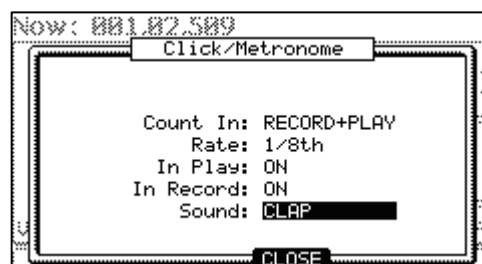 Now: 001.02.509
Click/Metronome
Count In: RECORD+PLAY
Rate: 1/8th
In Play: ON
In Record: ON
Sound: CLAP
CLOSE